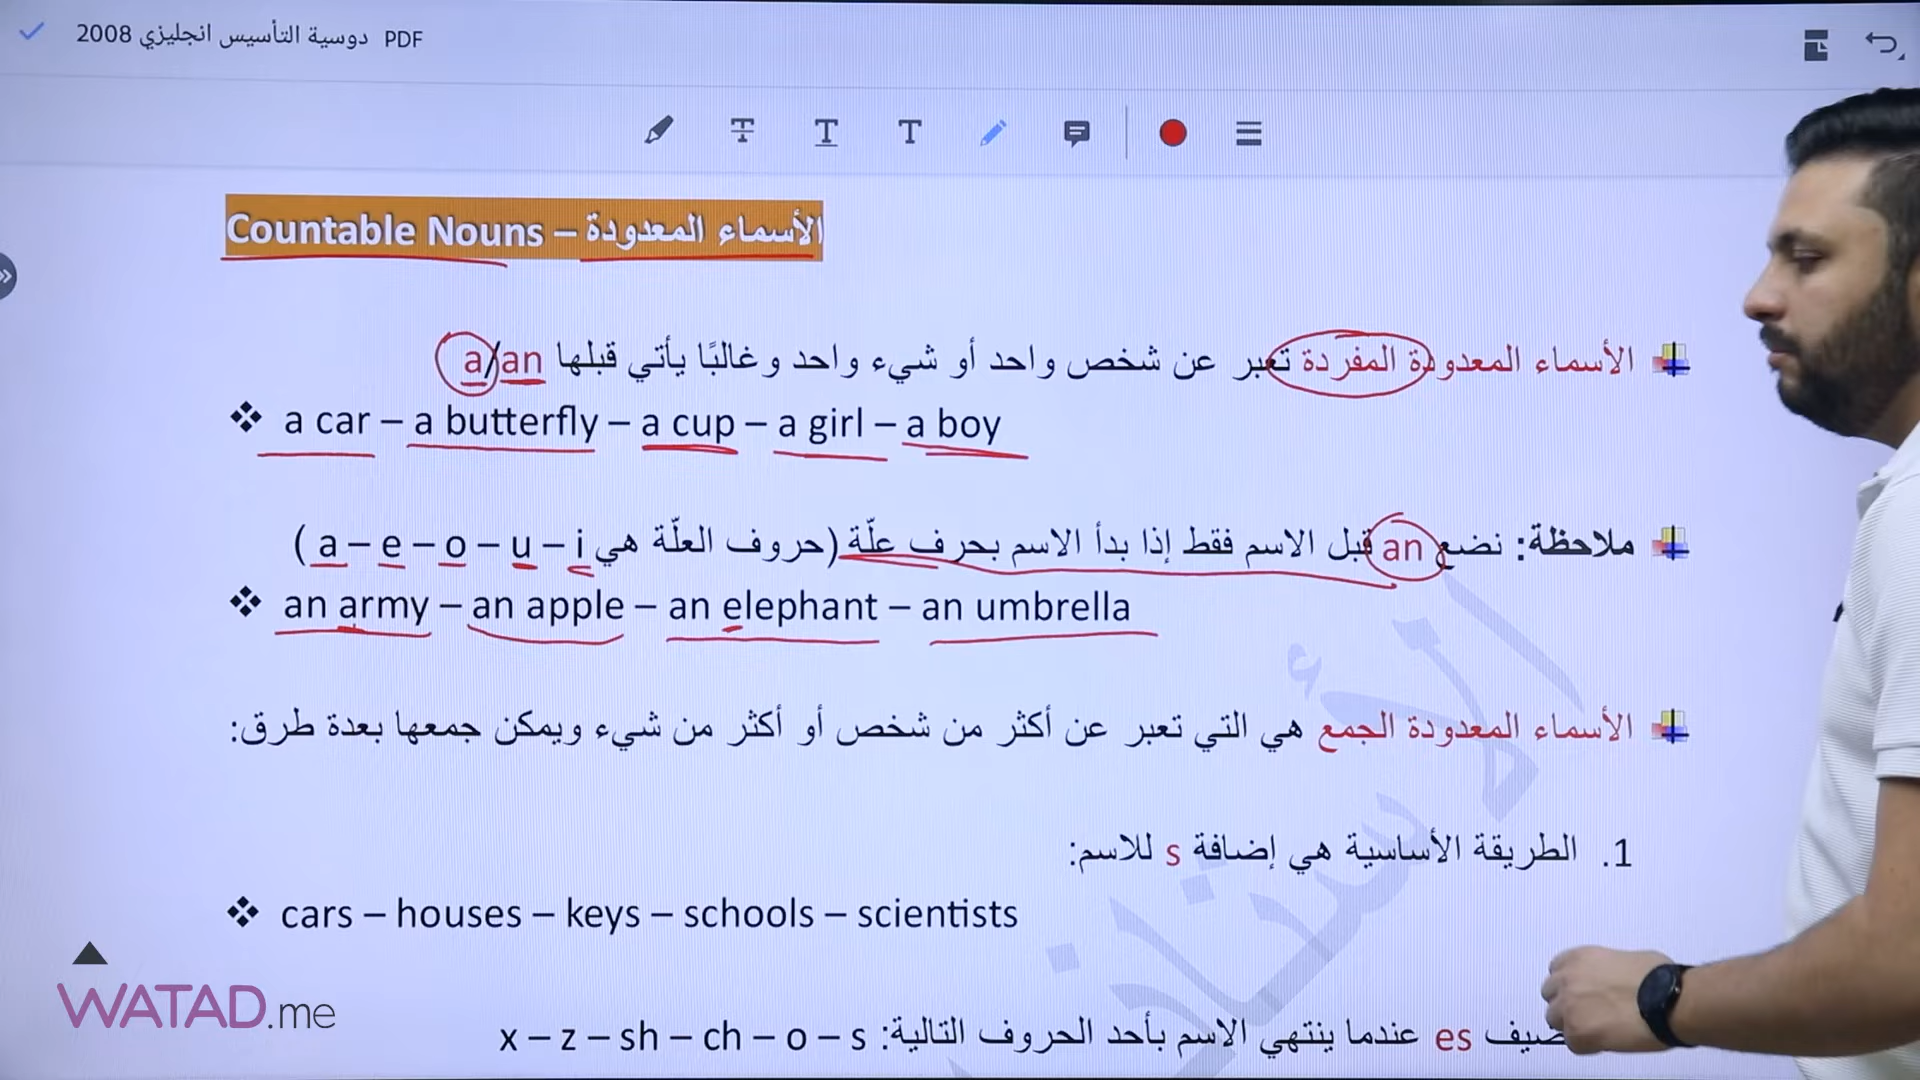 دوسية التأسيس انجليزي 2008 PDF
Countable Nouns – الأسماء المعدودة
الأسماء المعدودة المفردة تعبر عن شخص واحد أو شيء واحد وغالبًا يأتي قبلها a/an
❖ a car – a butterfly – a cup – a girl – a boy
ملاحظة: نضع an قبل الاسم فقط إذا بدأ الاسم بحرف علّة (حروف العلّة هي a – e – o – u – i)
❖ an army – an apple – an elephant – an umbrella
الأسماء المعدودة الجمع هي التي تعبر عن أكثر من شخص أو أكثر من شيء ويمكن جمعها بعدة طرق:
1. الطريقة الأساسية هي إضافة s للاسم:
❖ cars – houses – keys – schools – scientists
es عندما ينتهي الاسم بأحد الحروف التالية: x – z – sh – ch – o – s
WATAD.me